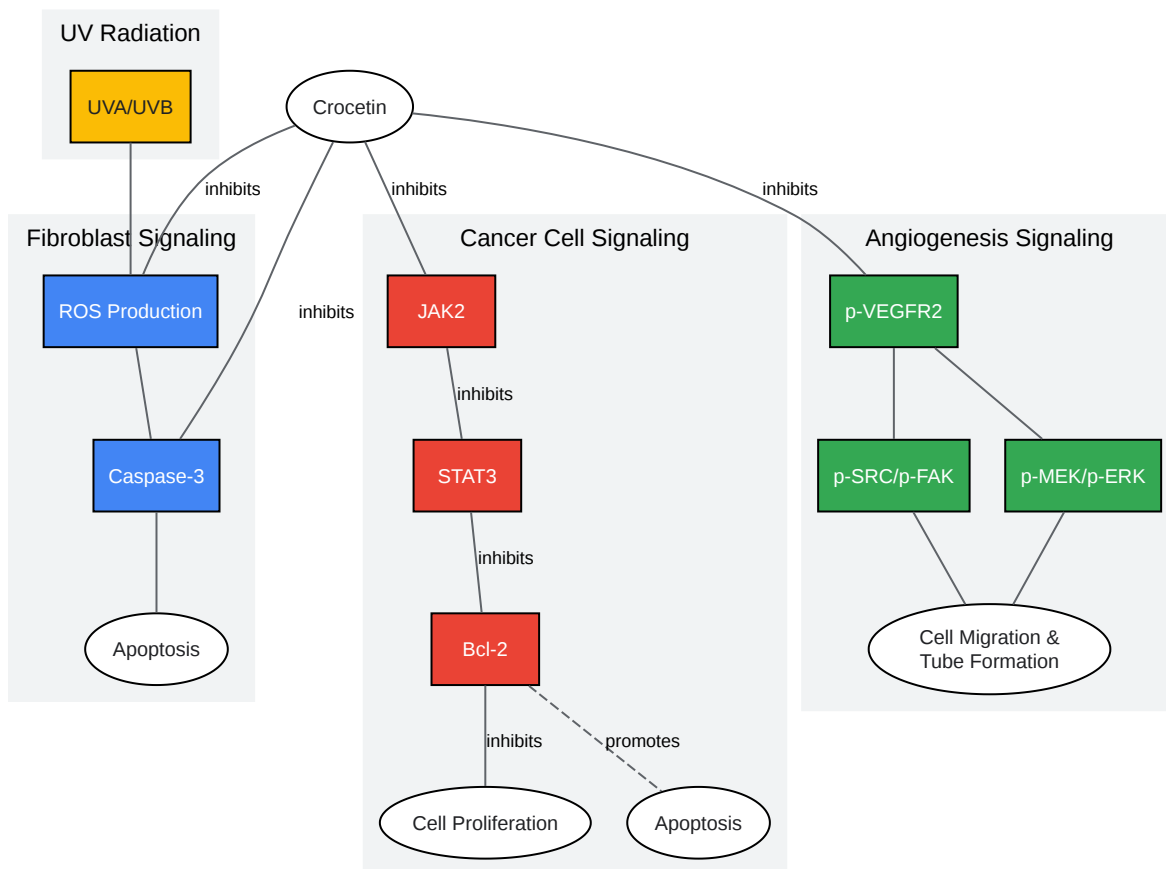 UV Radiation
UVA/UVB
Crocetin
inhibits
inhibits
inhibits
inhibits
Fibroblast Signaling
ROS Production
Caspase-3
Apoptosis
Cancer Cell Signaling
JAK2
inhibits
STAT3
inhibits
Bcl-2
inhibits
promotes
Cell Proliferation
Apoptosis
Angiogenesis Signaling
p-VEGFR2
p-SRC/p-FAK
p-MEK/p-ERK
Cell Migration &
Tube Formation